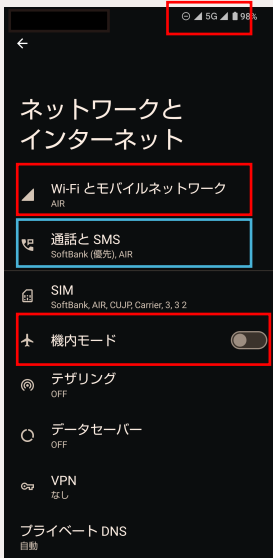 5G 98%
ネットワークと
インターネット
Wi-Fi とモバイルネットワーク
AIR
通話と SMS
SoftBank (優先), AIR
SIM
SoftBank, AIR, CUJP, Carrier, 3, 3 2
機内モード
テザリング
OFF
データセーバー
OFF
VPN
なし
プライベート DNS
自動